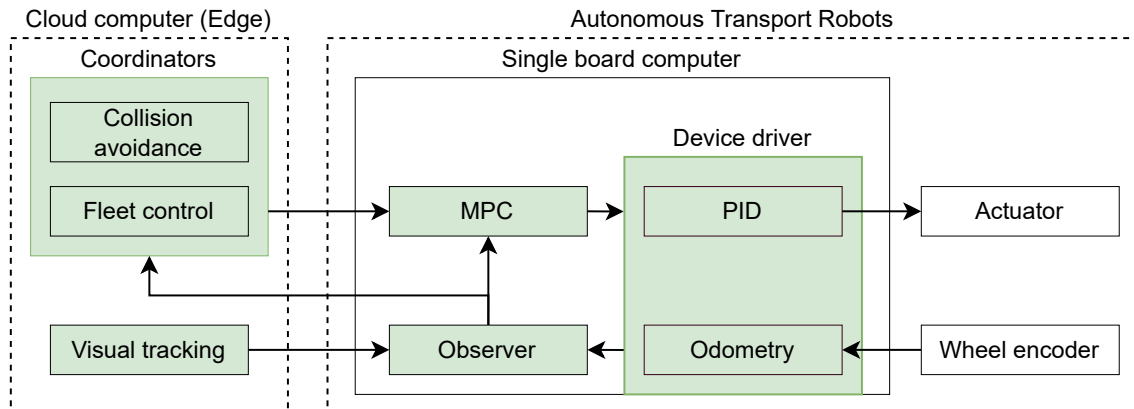 Cloud computer (Edge)
Autonomous Transport Robots
Coordinators
Single board computer
Collision
avoidance
Device driver
Fleet control
MPC
PID
Actuator
Visual tracking
Observer
Odometry
Wheel encoder